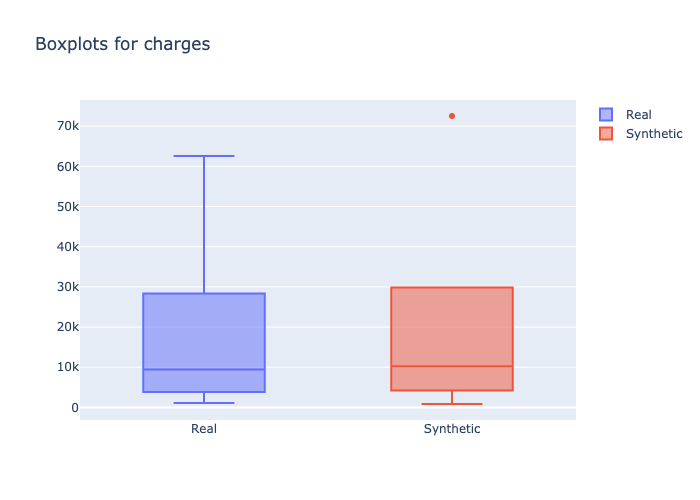 Boxplots for charges
70k
60k
50k
40k
30k
20k
10k
0
Real
Synthetic
Real
Synthetic